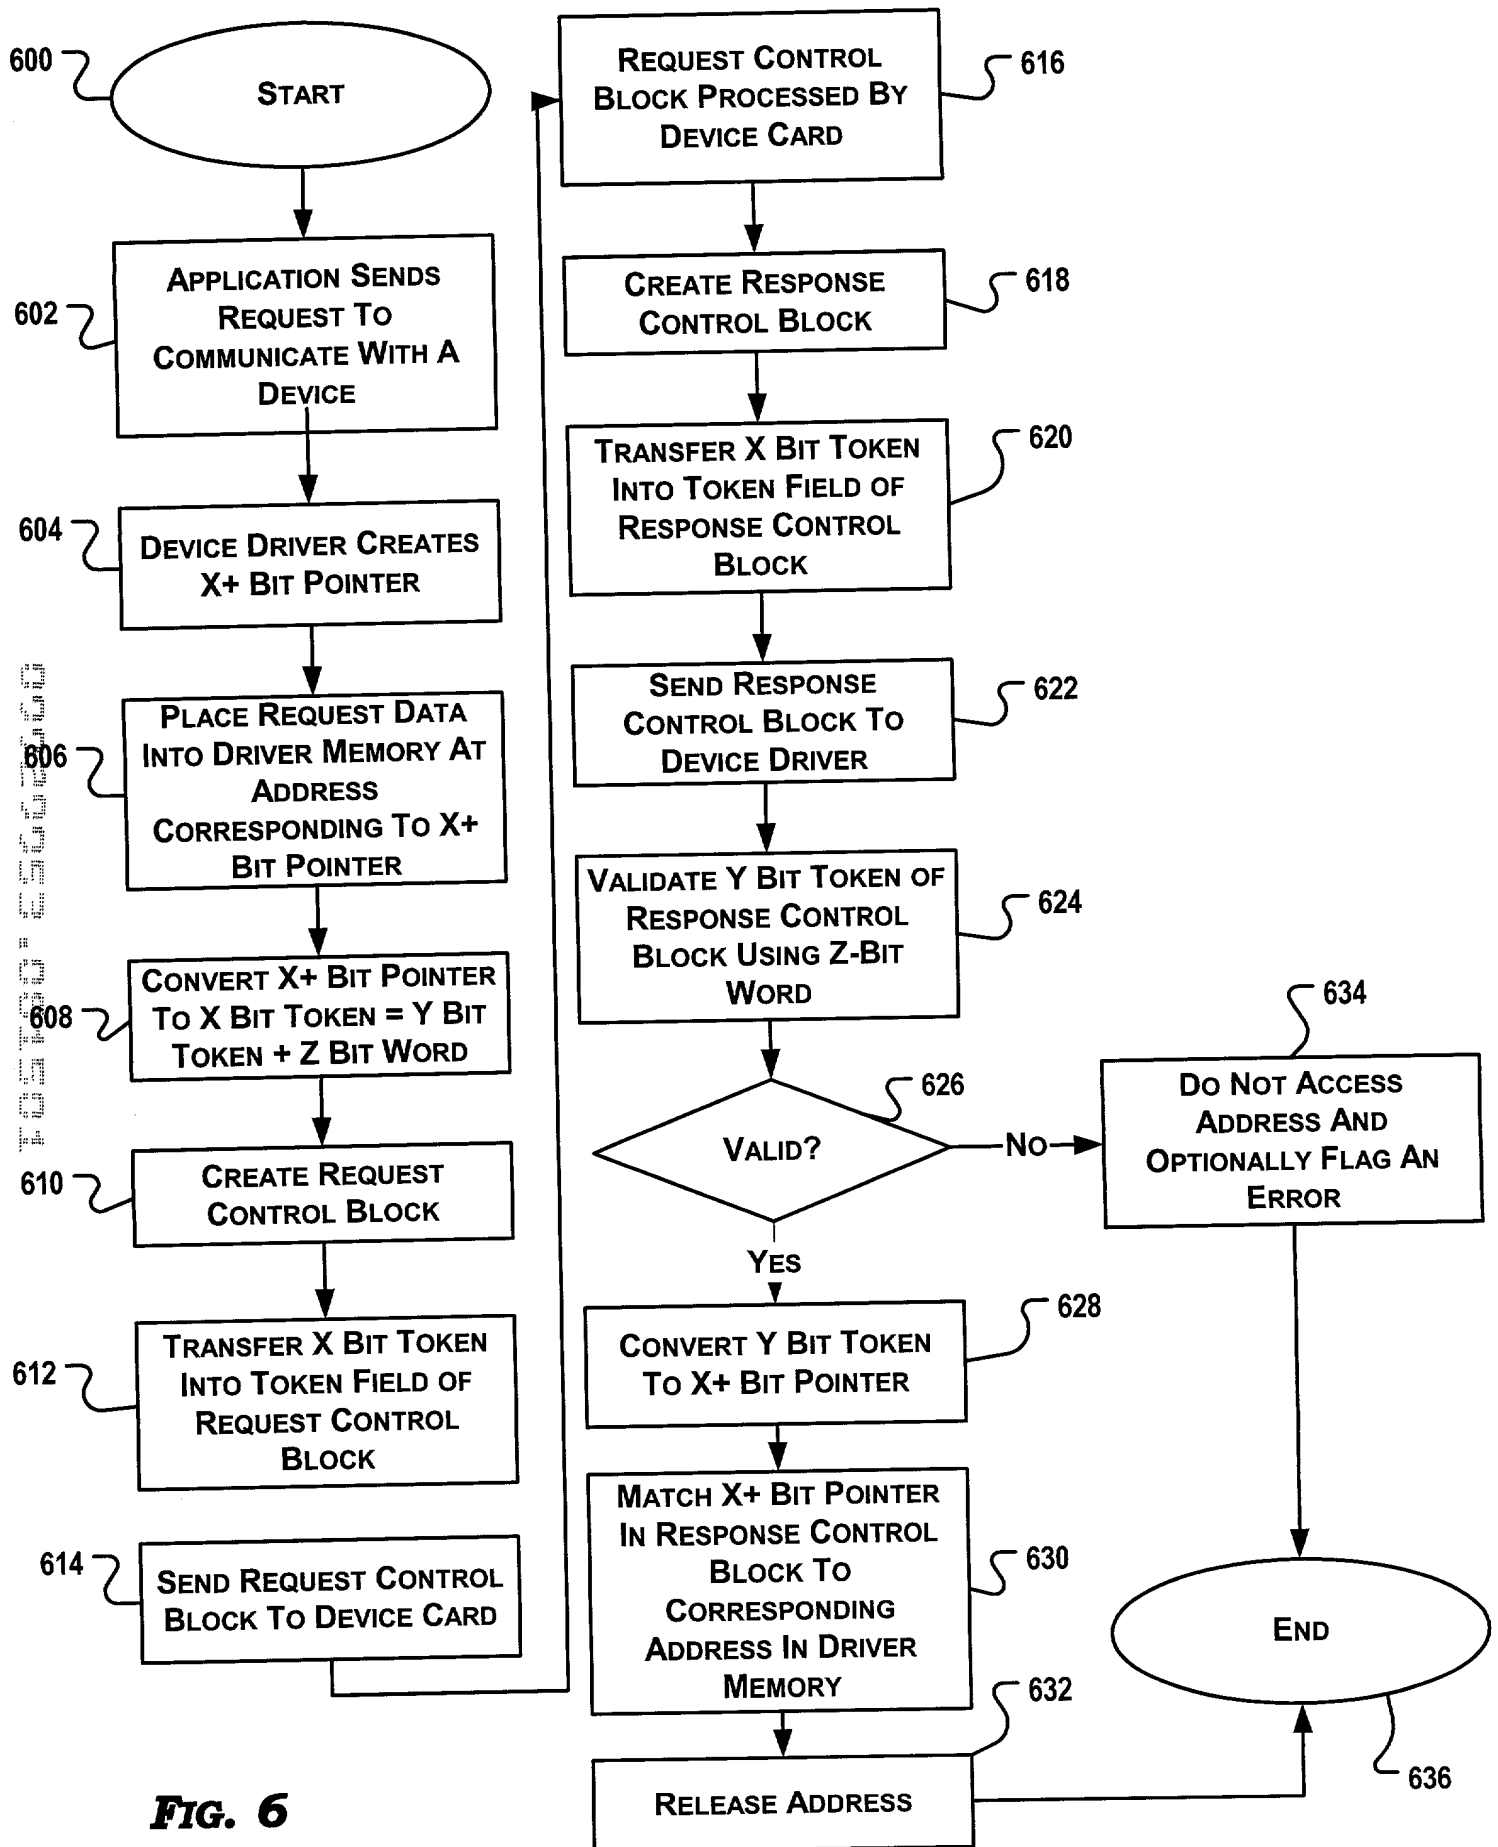 600
START
602
APPLICATION SENDS
REQUEST TO
COMMUNICATE WITH A
DEVICE
604
DEVICE DRIVER CREATES
X+ BIT POINTER
606
PLACE REQUEST DATA
INTO DRIVER MEMORY AT
ADDRESS
CORRESPONDING TO X+
BIT POINTER
608
CONVERT X+ BIT POINTER
TO X BIT TOKEN = Y BIT
TOKEN + Z BIT WORD
610
CREATE REQUEST
CONTROL BLOCK
612
TRANSFER X BIT TOKEN
INTO TOKEN FIELD OF
REQUEST CONTROL
BLOCK
614
SEND REQUEST CONTROL
BLOCK TO DEVICE CARD
REQUEST CONTROL
BLOCK PROCESSED BY
DEVICE CARD
616
CREATE RESPONSE
CONTROL BLOCK
618
TRANSFER X BIT TOKEN
INTO TOKEN FIELD OF
RESPONSE CONTROL
BLOCK
620
SEND RESPONSE
CONTROL BLOCK TO
DEVICE DRIVER
622
VALIDATE Y BIT TOKEN OF
RESPONSE CONTROL
BLOCK USING Z-BIT
WORD
624
VALID?
626
NO
YES
634
DO NOT ACCESS
ADDRESS AND
OPTIONALLY FLAG AN
ERROR
CONVERT Y BIT TOKEN
TO X+ BIT POINTER
628
MATCH X+ BIT POINTER
IN RESPONSE CONTROL
BLOCK TO
CORRESPONDING
ADDRESS IN DRIVER
MEMORY
630
RELEASE ADDRESS
632
END
636
FIG. 6